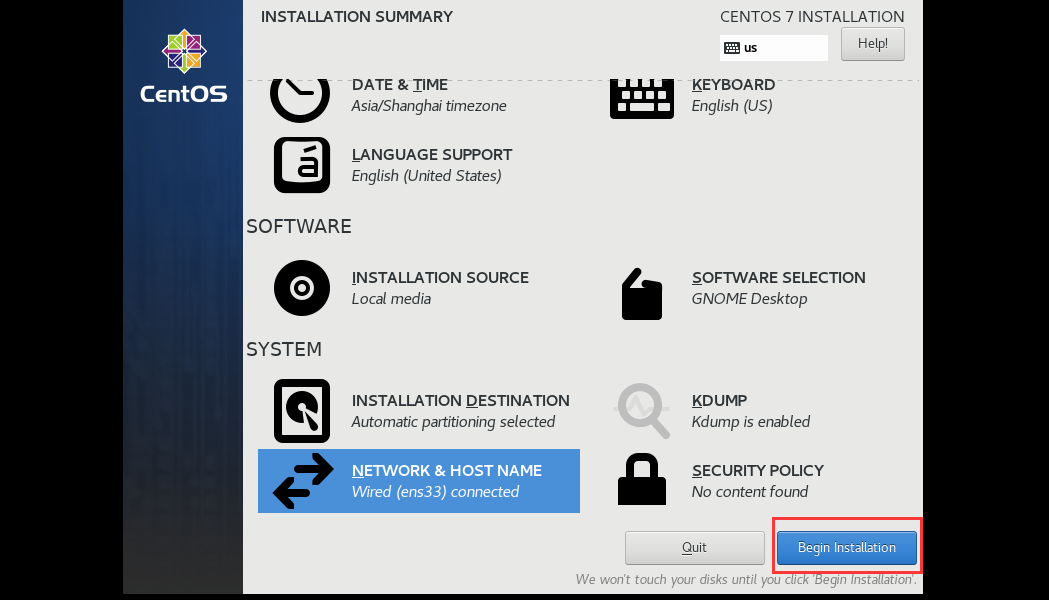 INSTALLATION SUMMARY
CENTOS 7 INSTALLATION
us
Help!
CentOS
DATE & TIME
Asia/Shanghai timezone
KEYBOARD
English (US)
LANGUAGE SUPPORT
English (United States)
SOFTWARE
INSTALLATION SOURCE
Local media
SOFTWARE SELECTION
GNOME Desktop
SYSTEM
INSTALLATION DESTINATION
Automatic partitioning selected
KDUMP
Kdump is enabled
NETWORK & HOST NAME
Wired (ens33) connected
SECURITY POLICY
No content found
Quit
Begin Installation
We won't touch your disks until you click 'Begin Installation'.